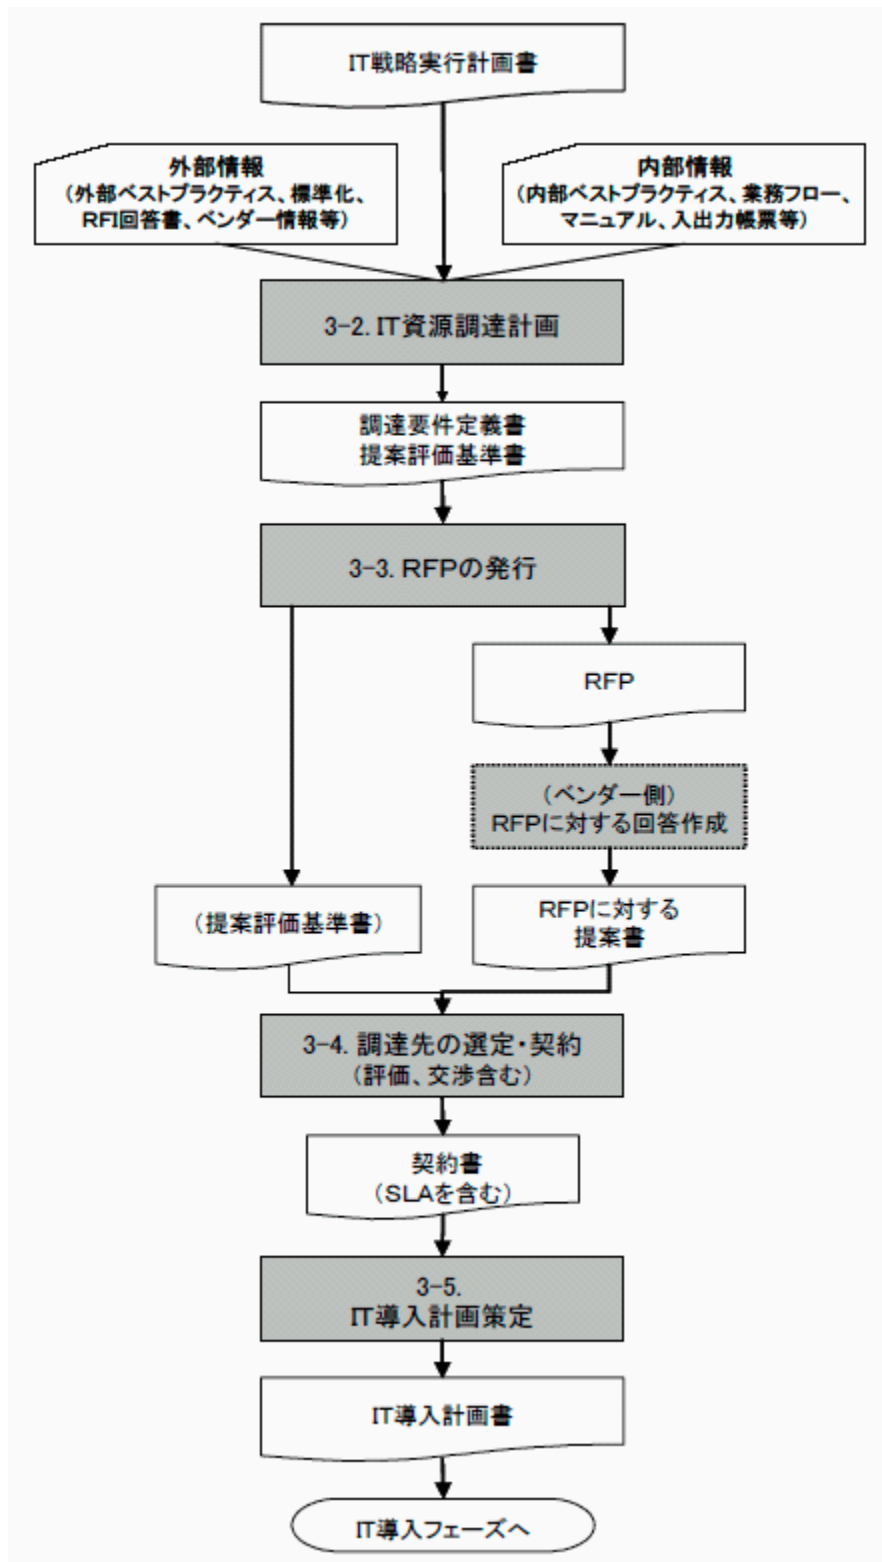 IT戦略実行計画書
外部情報
（外部ベストプラクティス、標準化、
RFI回答書、ベンダー情報等）
内部情報
（内部ベストプラクティス、業務フロー、
マニュアル、入出力帳票等）
3-2. IT資源調達計画
調達要件定義書
提案評価基準書
3-3. RFPの発行
RFP
（ベンダー側）
RFPに対する回答作成
（提案評価基準書）
RFPに対する
提案書
3-4. 調達先の選定・契約
（評価、交渉含む）
契約書
（SLAを含む）
3-5.
IT導入計画策定
IT導入計画書
IT導入フェーズへ